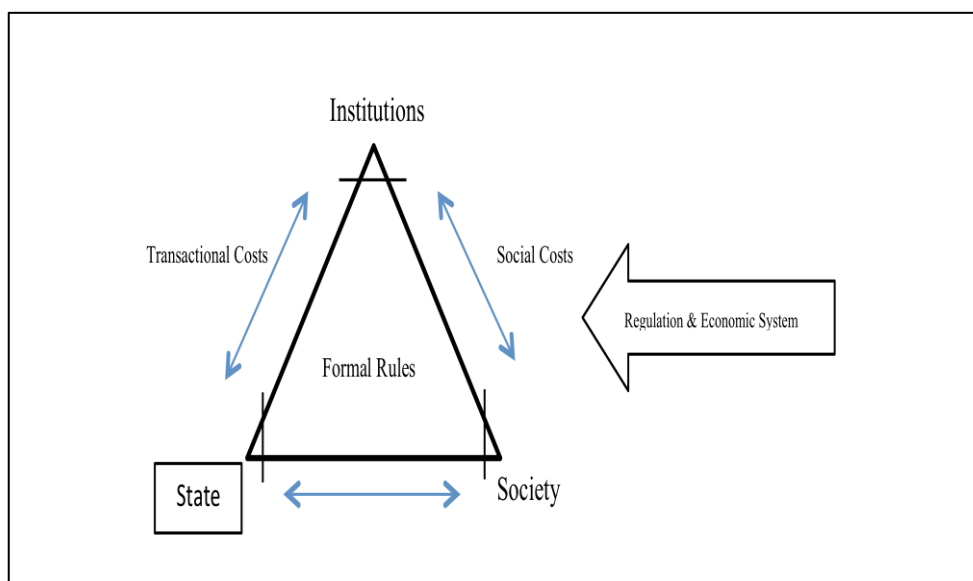 Institutions
Transactional Costs
Social Costs
Regulation & Economic System
Formal Rules
State
Society